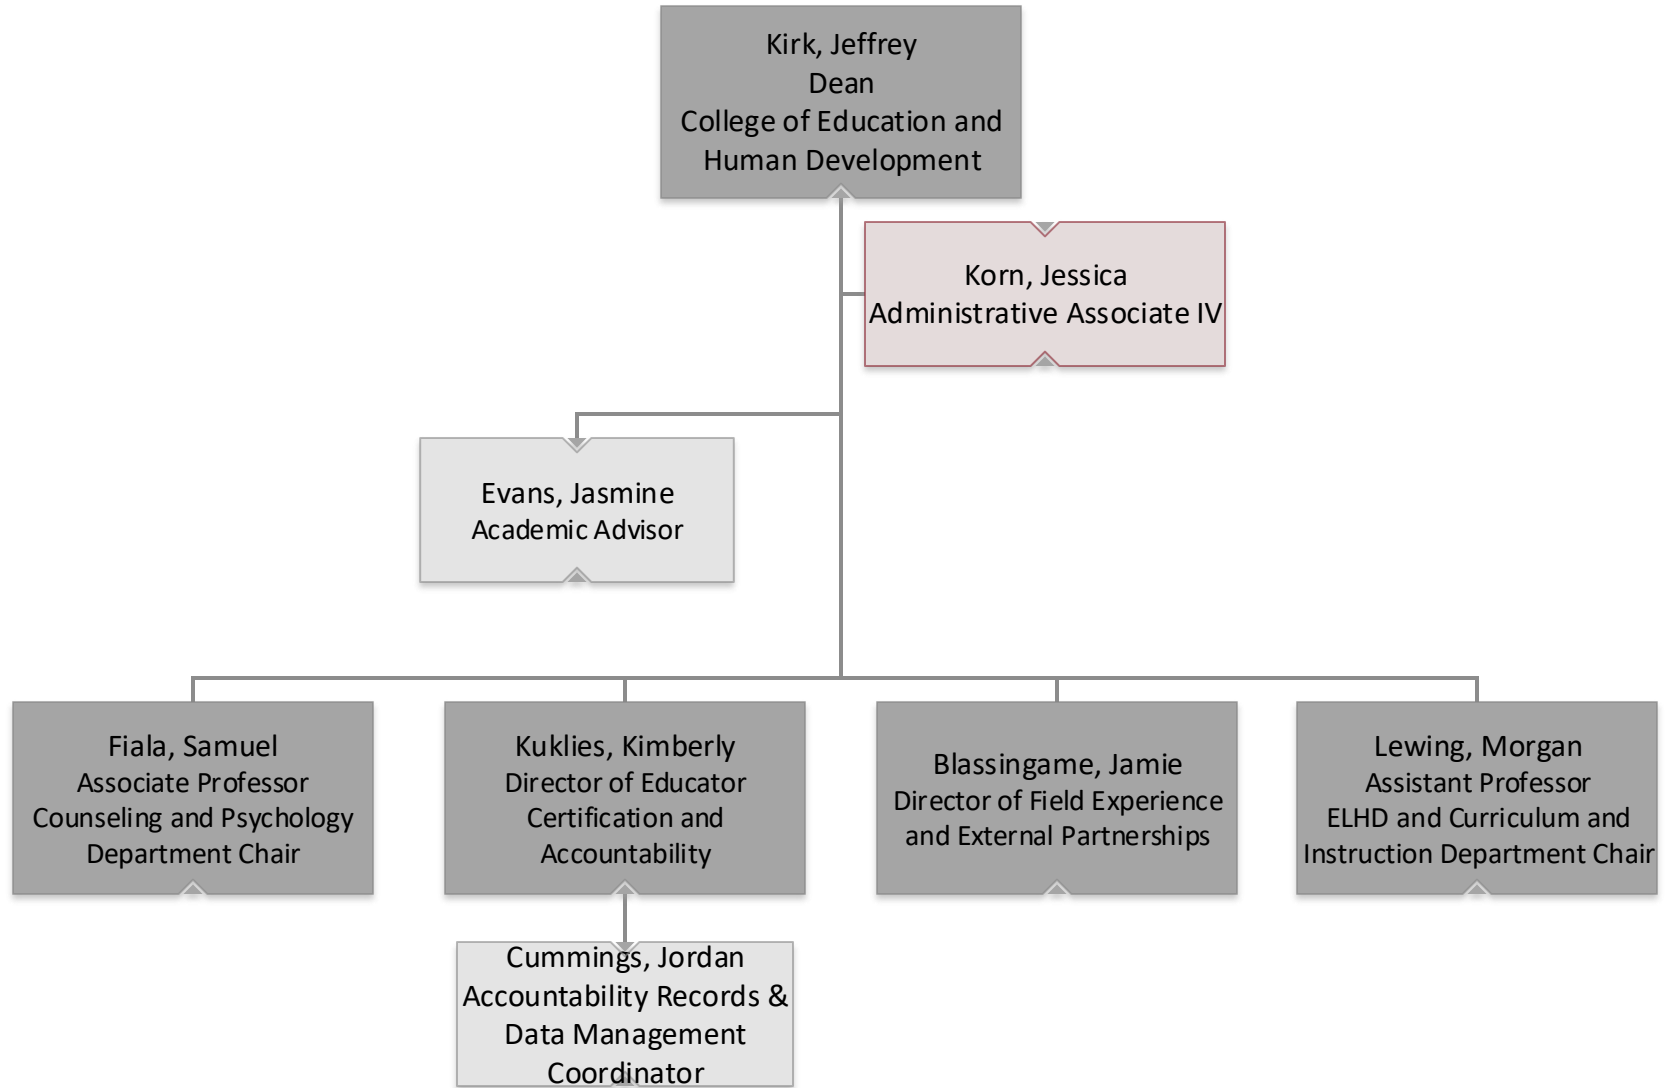 Kirk, Jeffrey
Dean
College of Education and
Human Development
Korn, Jessica
Administrative Associate IV
Evans, Jasmine
Academic Advisor
Fiala, Samuel
Associate Professor
Counseling and Psychology
Department Chair
Kuklies, Kimberly
Director of Educator
Certification and
Accountability
Blassingame, Jamie
Director of Field Experience
and External Partnerships
Lewing, Morgan
Assistant Professor
ELHD and Curriculum and
Instruction Department Chair
Cummings, Jordan
Accountability Records &
Data Management
Coordinator